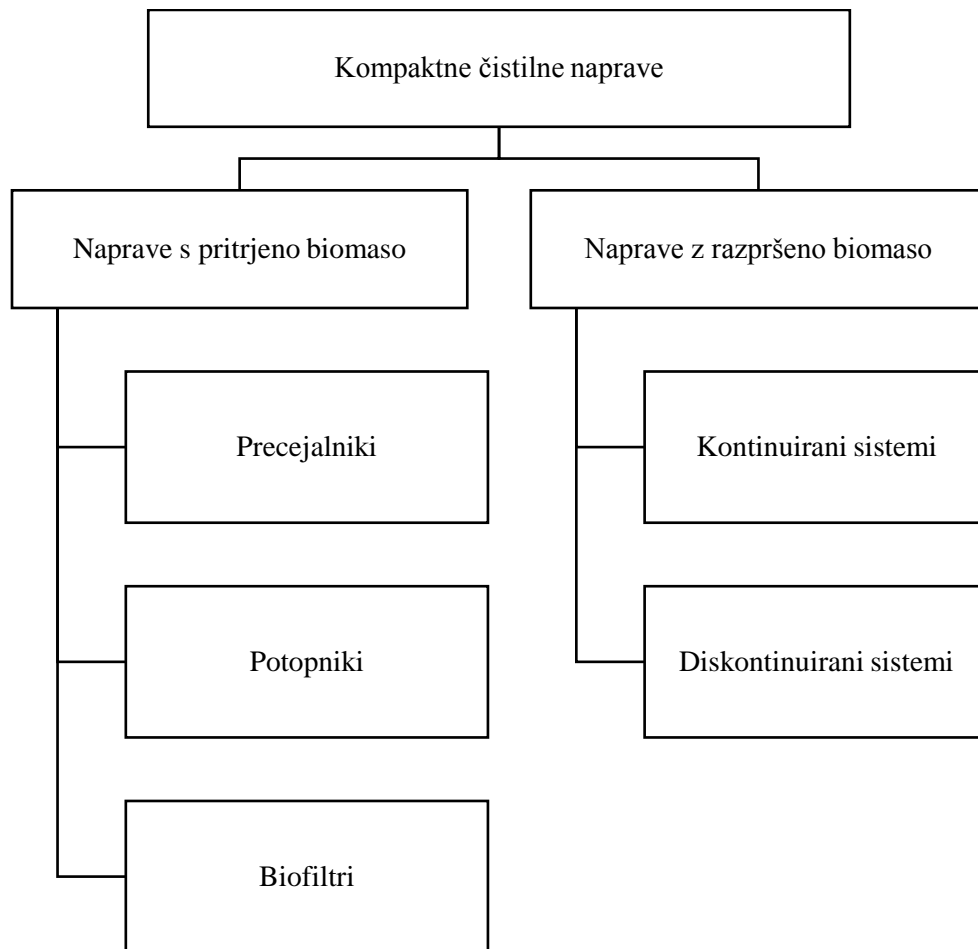 Kompaktne čistilne naprave
Naprave s pritrjeno biomaso
Naprave z razpršeno biomaso
Precejalniki
Kontinuirani sistemi
Potopniki
Diskontinuirani sistemi
Biofiltri